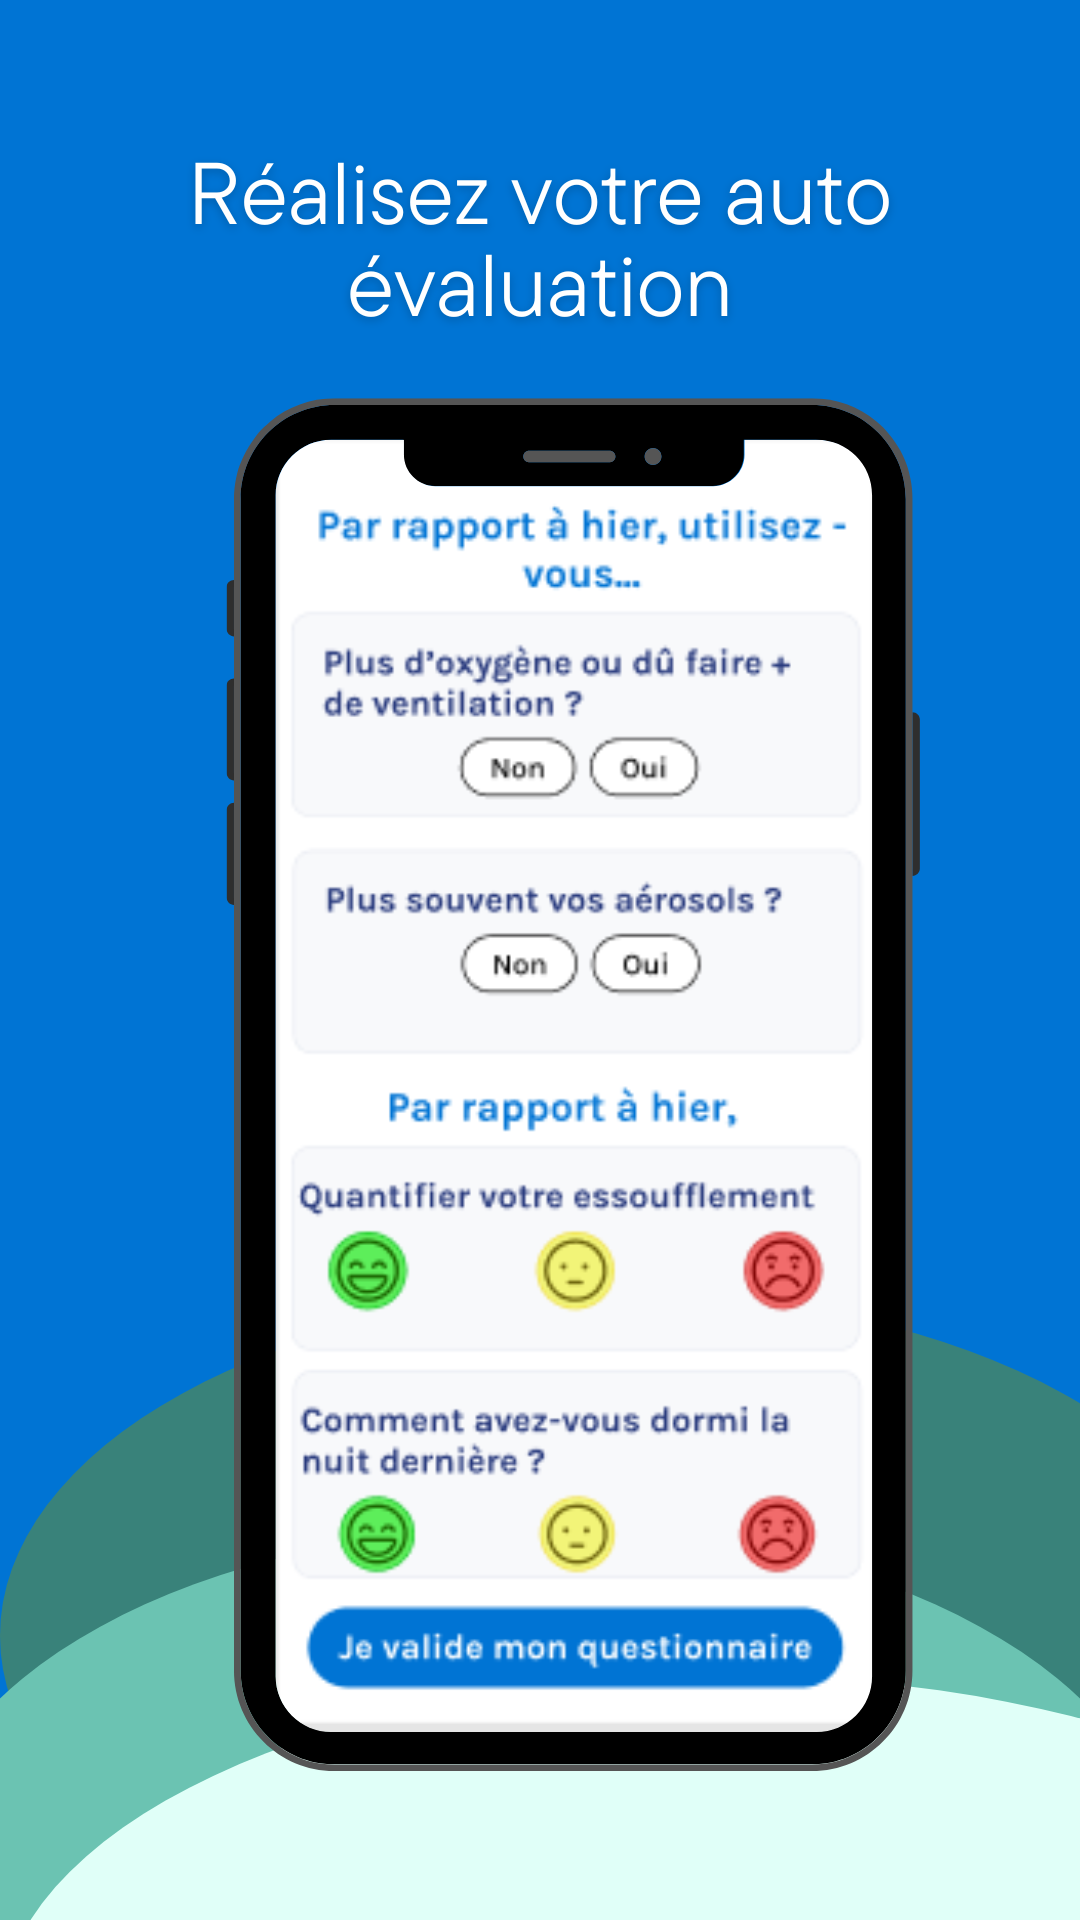 Réalisez votre auto
évaluation
Par rapport à hier, utilisez -
vous...
Plus d'oxygène ou dû faire +
de ventilation ?
Non Oui
Plus souvent vos aérosols ?
Non Oui
Par rapport à hier,
Quantifier votre essoufflement
Comment avez-vous dormi la
nuit dernière ?
Je valide mon questionnaire